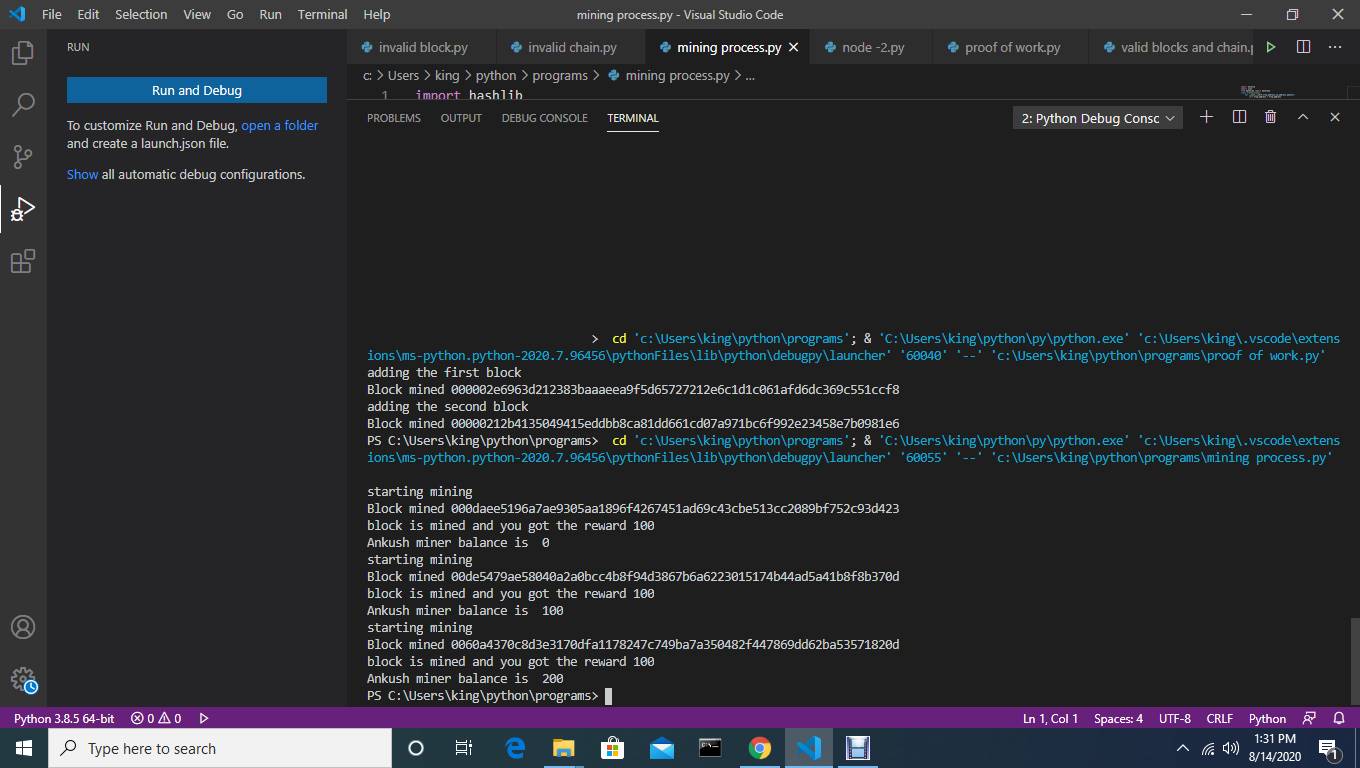 File Edit Selection View Go Run Terminal Help
mining process.py - Visual Studio Code
RUN
invalid block.py
invalid chain.py
mining process.py
node -2.py
proof of work.py
valid blocks and chain.p
c: > Users > king > python > programs > mining process.py > ...
1 import hashlib
Run and Debug
To customize Run and Debug, open a folder
and create a launch.json file.
Show all automatic debug configurations.
PROBLEMS OUTPUT DEBUG CONSOLE TERMINAL
2: Python Debug Consc
> cd 'c:\Users\king\python\programs'; & 'C:\Users\king\python\py\python.exe' 'c:\Users\king\.vscode\extens
ions\ms-python.python-2020.7.96456\pythonFiles\lib\python\debugpy\launcher' '60040' '--' 'c:\Users\king\python\programs\proof of work.py'
adding the first block
Block mined 000002e6963d212383baaaeea9f5d65727212e6c1d1c061afd6dc369c551ccf8
adding the second block
Block mined 00000212b4135049415eddbb8ca81dd661cd07a971bc6f992e23458e7b0981e6
PS C:\Users\king\python\programs> cd 'c:\Users\king\python\programs'; & 'C:\Users\king\python\py\python.exe' 'c:\Users\king\.vscode\extens
ions\ms-python.python-2020.7.96456\pythonFiles\lib\python\debugpy\launcher' '60055' '--' 'c:\Users\king\python\programs\mining process.py'
starting mining
Block mined 000daee5196a7ae9305aa1896f4267451ad69c43cbe513cc2089bf752c93d423
block is mined and you got the reward 100
Ankush miner balance is 0
starting mining
Block mined 00de5479ae58040a2a0bcc4b8f94d3867b6a6223015174b44ad5a41b8f8b370d
block is mined and you got the reward 100
Ankush miner balance is 100
starting mining
Block mined 0060a4370c8d3e3170dfa1178247c749ba7a350482f447869dd62ba53571820d
block is mined and you got the reward 100
Ankush miner balance is 200
PS C:\Users\king\python\programs>
Python 3.8.5 64-bit 0 0
Ln 1, Col 1 Spaces: 4 UTF-8 CRLF Python
Type here to search
1:31 PM
8/14/2020
1